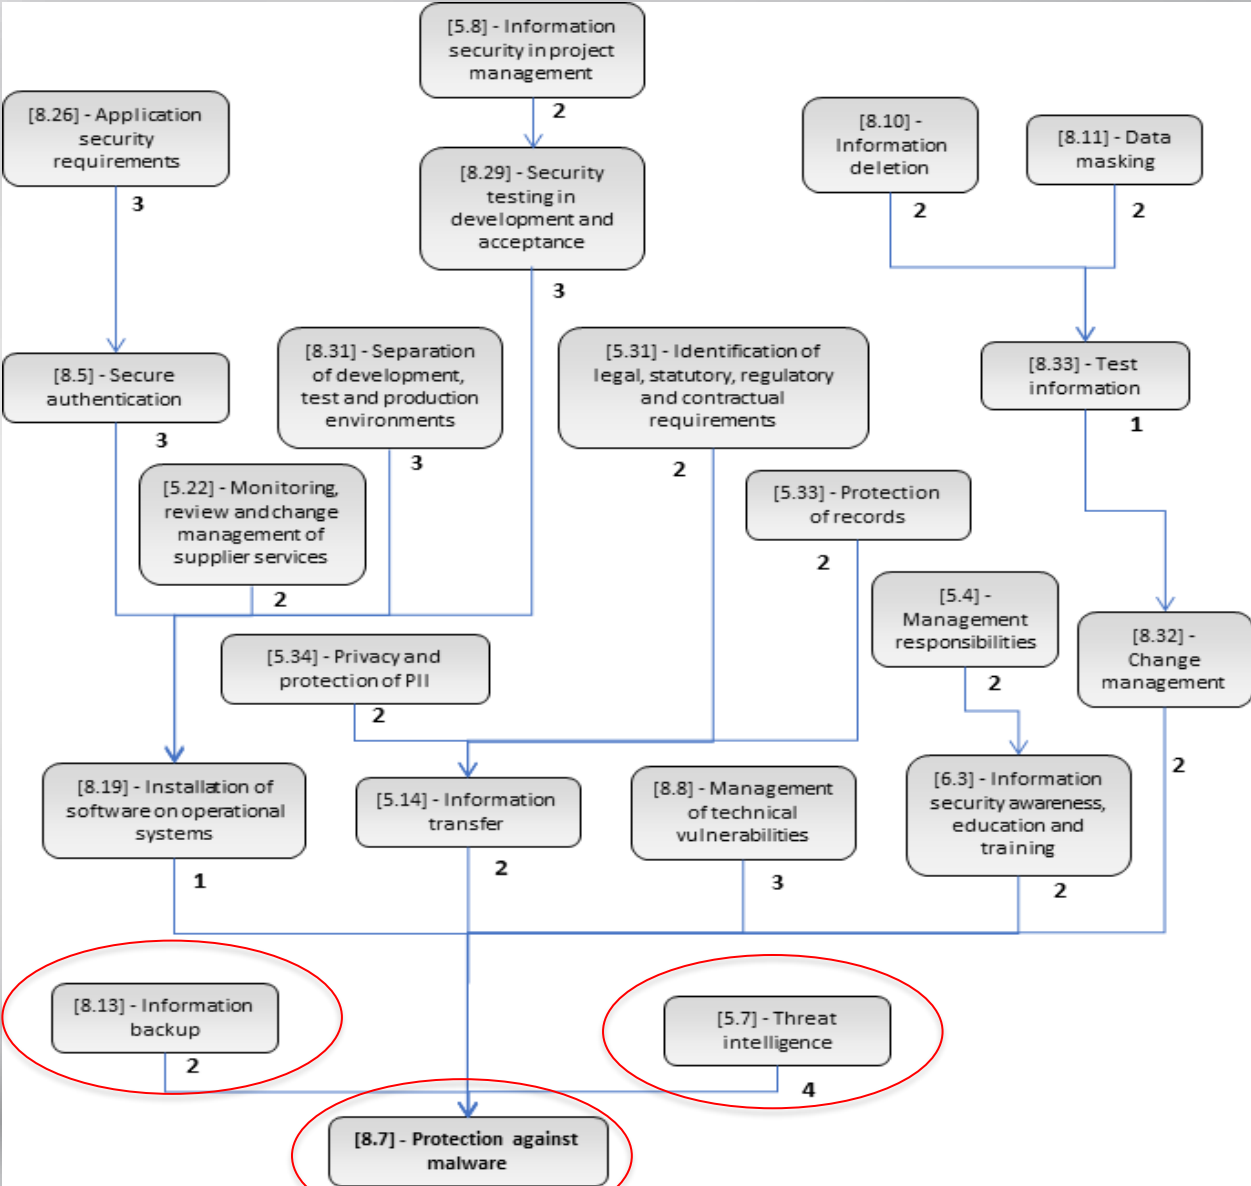 [5.8] - Information
security in project
management
2
[8.26] - Application
security
requirements
3
[8.10] -
Information
deletion
2
[8.11] - Data
masking
2
[8.29] - Security
testing in
development and
acceptance
3
[8.31] - Separation
of development,
test and production
environments
3
[5.31] - Identification of
legal, statutory, regulatory
and contractual
requirements
2
[8.33] - Test
information
1
[8.5] - Secure
authentication
3
[5.22] - Monitoring,
review and change
management of
supplier services
2
[5.33] - Protection
of records
2
[5.4] -
Management
responsibilities
2
[8.32] -
Change
management
2
[5.34] - Privacy and
protection of PII
2
[8.19] - Installation of
software on operational
systems
1
[5.14] - Information
transfer
2
[8.8] - Management
of technical
vulnerabilities
3
[6.3] - Information
security awareness,
education and
training
2
[8.13] - Information
backup
2
[5.7] - Threat
intelligence
4
[8.7] - Protection against
malware